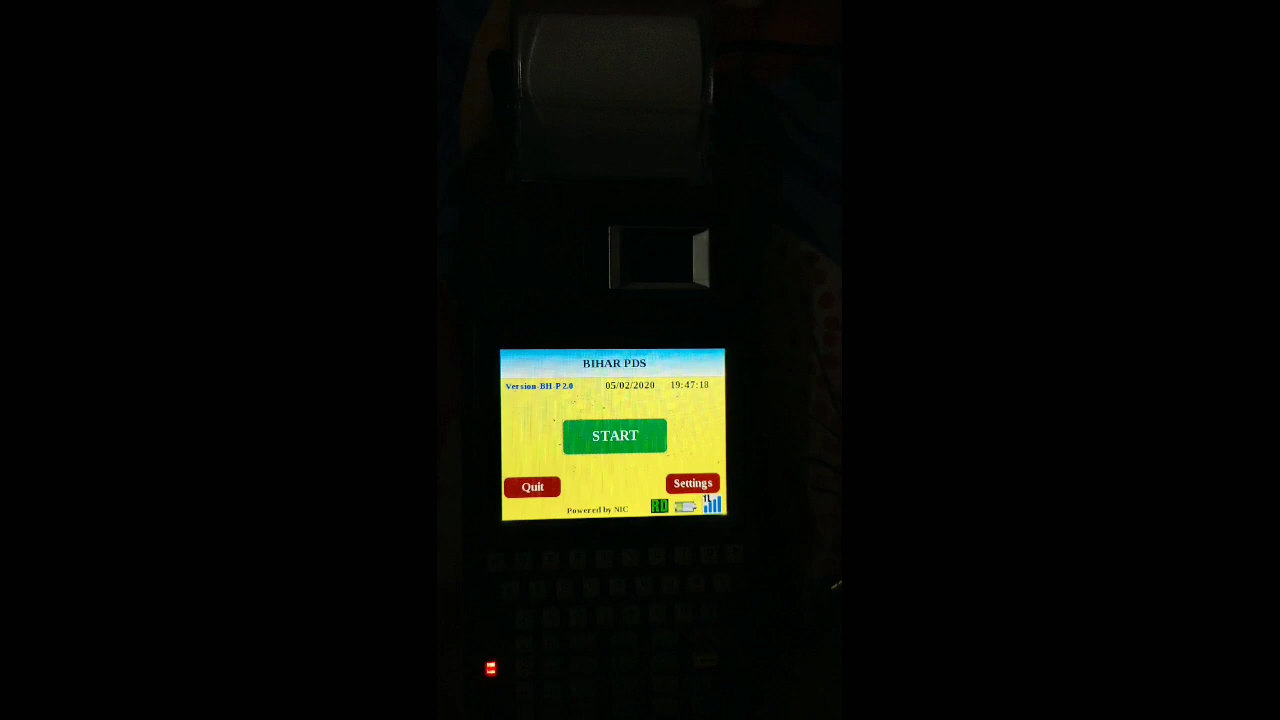 BIHAR PDS
Version-BH-P 2.0 05/02/2020 19:47:18
START
Quit Settings
Powered by NIC RD